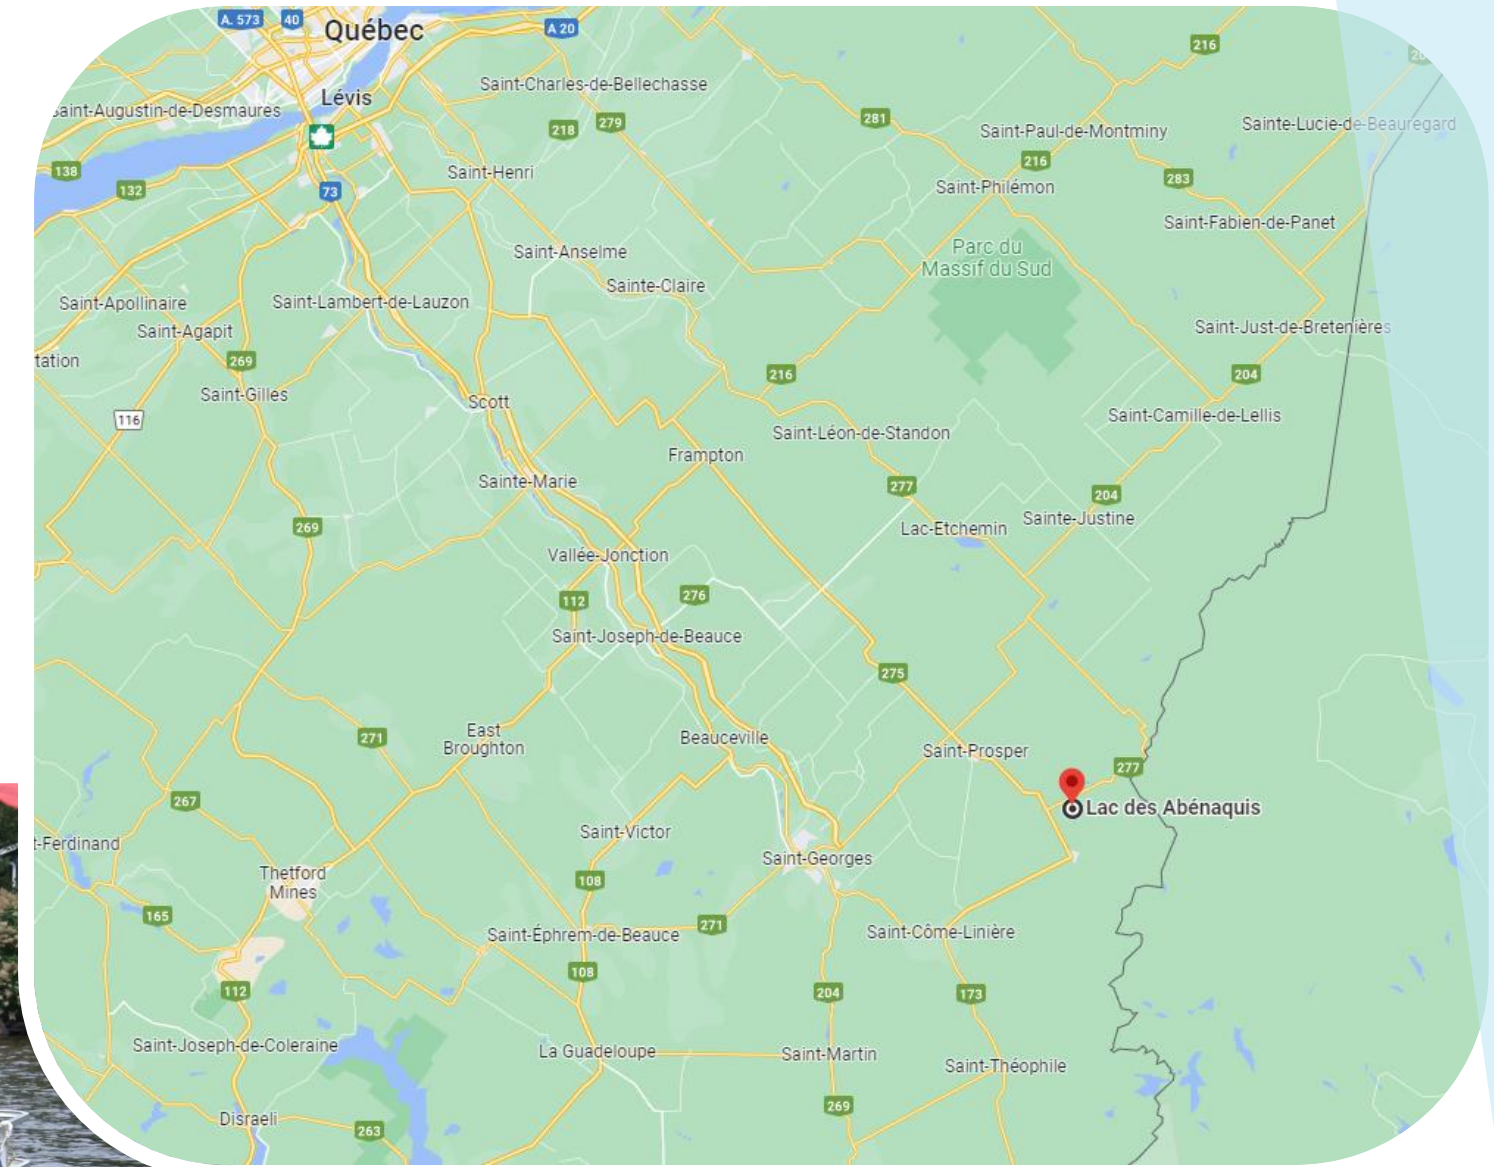 A. 573
40
Québec
A 20
216
20
Saint-Charles-de-Bellechasse
Lévis
Saint-Augustin-de-Desmaures
218
279
281
Saint-Paul-de-Montminy
Sainte-Lucie-de-Beauregard
216
138
132
73
Saint-Henri
Saint-Philémon
283
Saint-Fabien-de-Panet
Saint-Anselme
Parc du
Massif du Sud
Sainte-Claire
Saint-Apollinaire
Saint-Lambert-de-Lauzon
Saint-Agapit
Saint-Just-de-Bretenières
tation
269
216
204
Saint-Gilles
Scott
116
Saint-Camille-de-Lellis
Saint-Léon-de-Standon
Frampton
Sainte-Marie
277
204
269
Lac-Etchemin
Sainte-Justine
Vallée-Jonction
112
276
Saint-Joseph-de-Beauce
275
271
East
Broughton
Beauceville
Saint-Prosper
277
267
Lac des Abénaquis
t-Ferdinand
Saint-Victor
Saint-Georges
Thetford
Mines
108
165
271
Saint-Éphrem-de-Beauce
Saint-Côme-Linière
108
112
204
173
Saint-Joseph-de-Coleraine
La Guadeloupe
Saint-Martin
Saint-Théophile
269
Disraeli
263